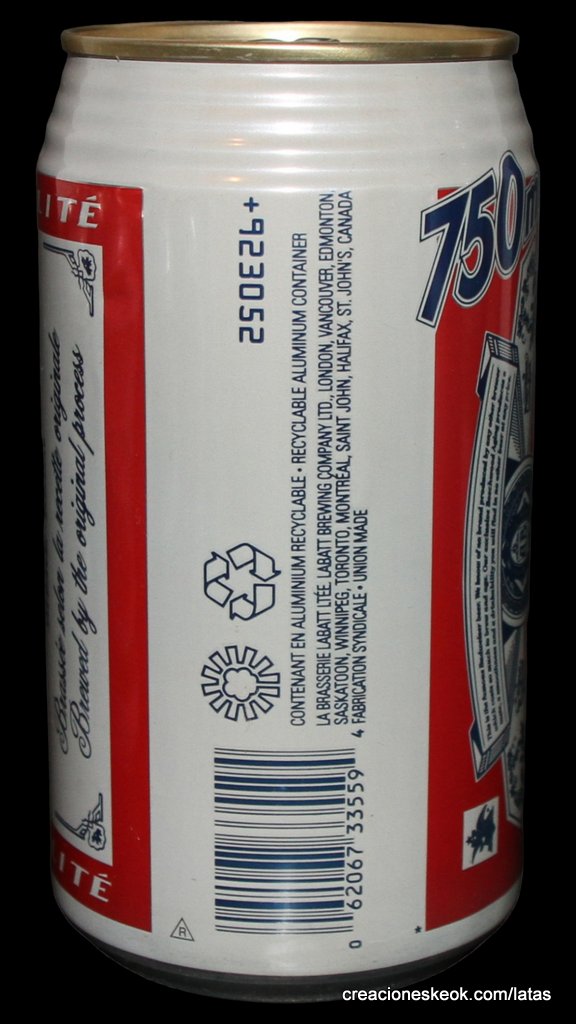 LITÉ
Brassée selon la recette originale
Brewed by the original process
LITÉ
250E26+
CONTENANT EN ALUMINIUM RECYCLABLE • RECYCLABLE ALUMINUM CONTAINER
LA BRASSERIE LABATT LTÉE, LABATT BREWING COMPANY LTD., LONDON, VANCOUVER, EDMONTON,
SASKATOON, WINNIPEG, TORONTO, MONTRÉAL, SAINT JOHN, HALIFAX, ST. JOHN'S, CANADA
FABRICATION SYNDICALE • UNION MADE
0 62067 33559 4
R
*
750 m
creacioneskeok.com/latas